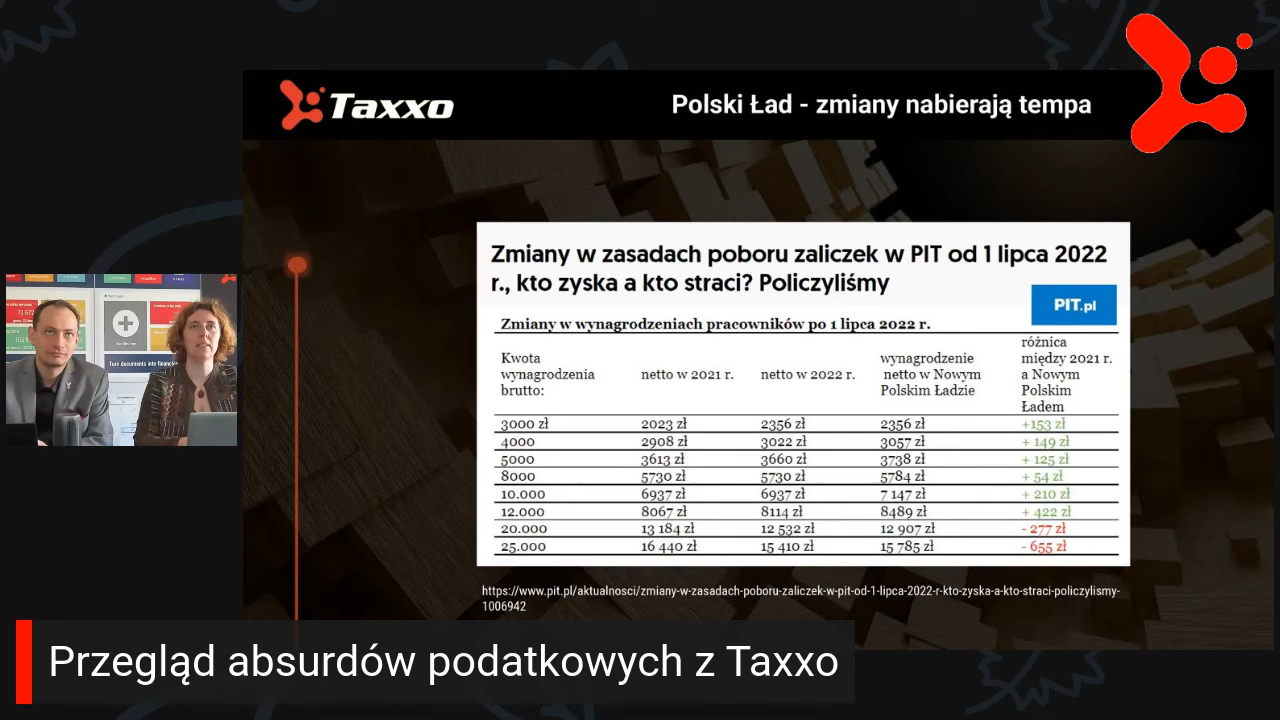 Taxxo
Polski Ład - zmiany nabierają tempa
Zmiany w zasadach poboru zaliczek w PIT od 1 lipca 2022
r., kto zyska a kto straci? Policzyliśmy
PIT.pl
Zmiany w wynagrodzeniach pracowników po 1 lipca 2022 r.
Kwota wynagrodzenia brutto: netto w 2021 r. netto w 2022 r. wynagrodzenie netto w Nowym Polskim Ładzie różnica między 2021 r. a Nowym Polskim Ładem
3000 zł 2023 zł 2356 zł 2356 zł +153 zł
4000 2908 zł 3022 zł 3057 zł + 149 zł
5000 3613 zł 3660 zł 3738 zł + 125 zł
8000 5730 zł 5730 zł 5784 zł + 54 zł
10.000 6937 zł 6937 zł 7 147 zł + 210 zł
12.000 8067 zł 8114 zł 8489 zł + 422 zł
20.000 13 184 zł 12 532 zł 12 907 zł - 277 zł
25.000 16 440 zł 15 410 zł 15 785 zł - 655 zł
https://www.pit.pl/aktualnosci/zmiany-w-zasadach-poboru-zaliczek-w-pit-od-1-lipca-2022-r-kto-zyska-a-kto-straci-policzylismy-
1006942
Turn documents into financial
Przegląd absurdów podatkowych z Taxxo